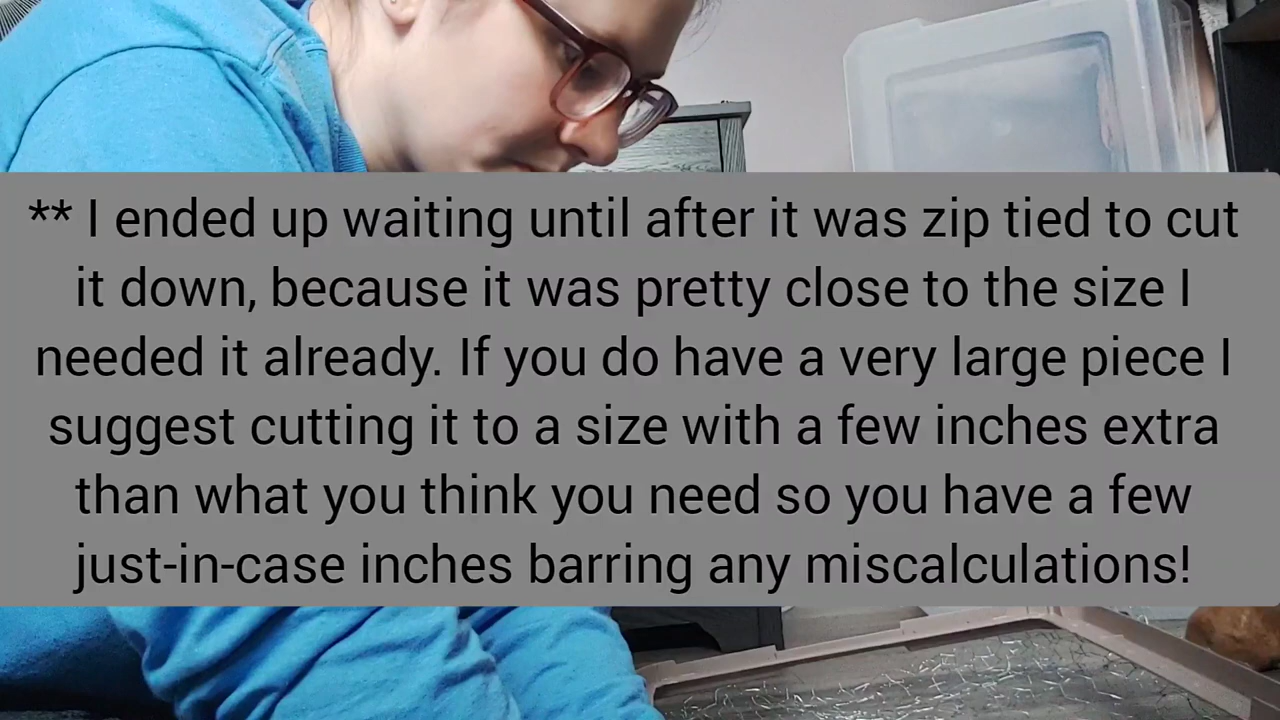 ** I ended up waiting until after it was zip tied to cut
it down, because it was pretty close to the size I
needed it already. If you do have a very large piece I
suggest cutting it to a size with a few inches extra
than what you think you need so you have a few
just-in-case inches barring any miscalculations!